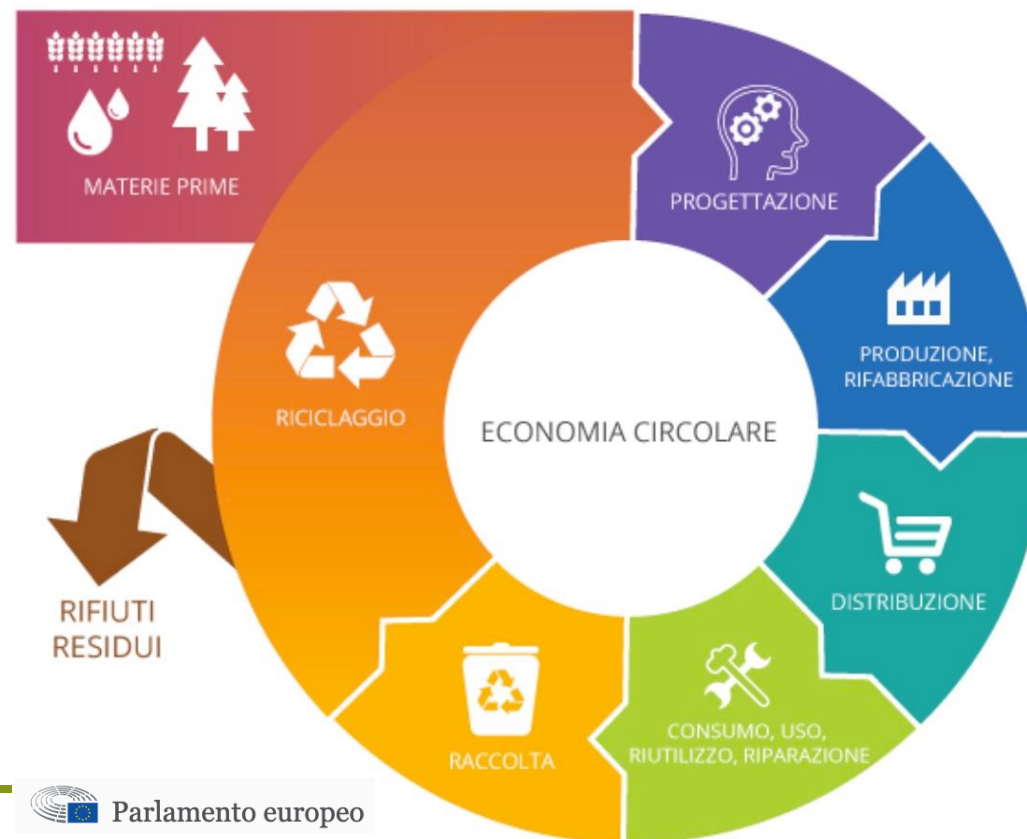 MATERIE PRIME
PROGETTAZIONE
PRODUZIONE,
RIFABBRICAZIONE
DISTRIBUZIONE
CONSUMO, USO,
RIUTILIZZO, RIPARAZIONE
RACCOLTA
RICICLAGGIO
ECONOMIA CIRCOLARE
RIFIUTI
RESIDUI
Parlamento europeo